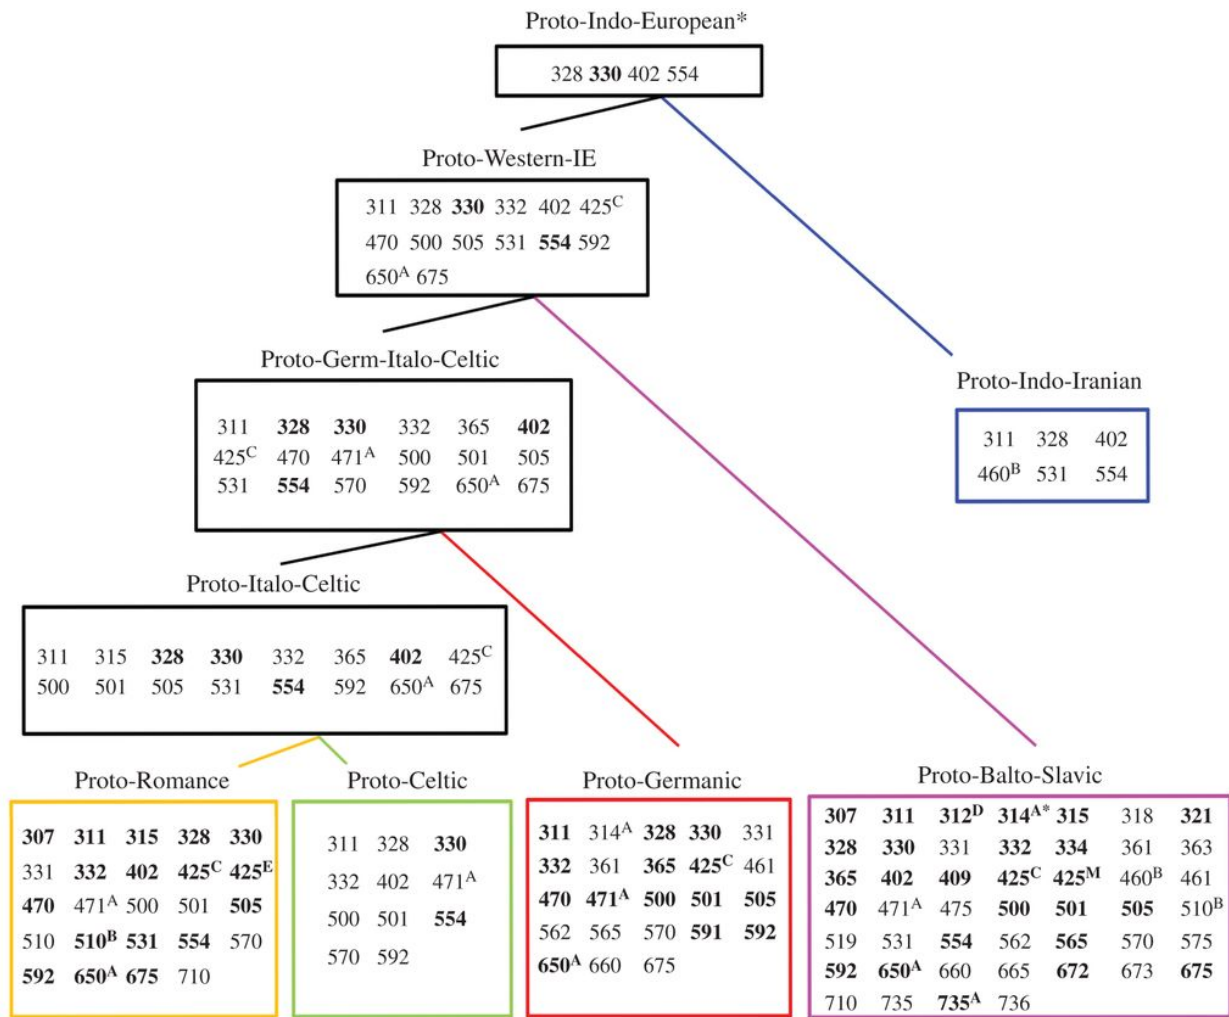 Proto-Indo-European*
328 330 402 554
Proto-Western-IE
311 328 330 332 402 425C
470 500 505 531 554 592
650A 675
Proto-Germ-Italo-Celtic
311 328 330 332 365 402
425C 470 471A 500 501 505
531 554 570 592 650A 675
Proto-Indo-Iranian
311 328 402
460B 531 554
Proto-Italo-Celtic
311 315 328 330 332 365 402 425C
500 501 505 531 554 592 650A 675
Proto-Romance
307 311 315 328 330
331 332 402 425C 425E
470 471A 500 501 505
510 510B 531 554 570
592 650A 675 710
Proto-Celtic
311 328 330
332 402 471A
500 501 554
570 592
Proto-Germanic
311 314A 328 330 331
332 361 365 425C 461
470 471A 500 501 505
562 565 570 591 592
650A 660 675
Proto-Balto-Slavic
307 311 312D 314A* 315 318 321
328 330 331 332 334 361 363
365 402 409 425C 425M 460B 461
470 471A 475 500 501 505 510B
519 531 554 562 565 570 575
592 650A 660 665 672 673 675
710 735 735A 736